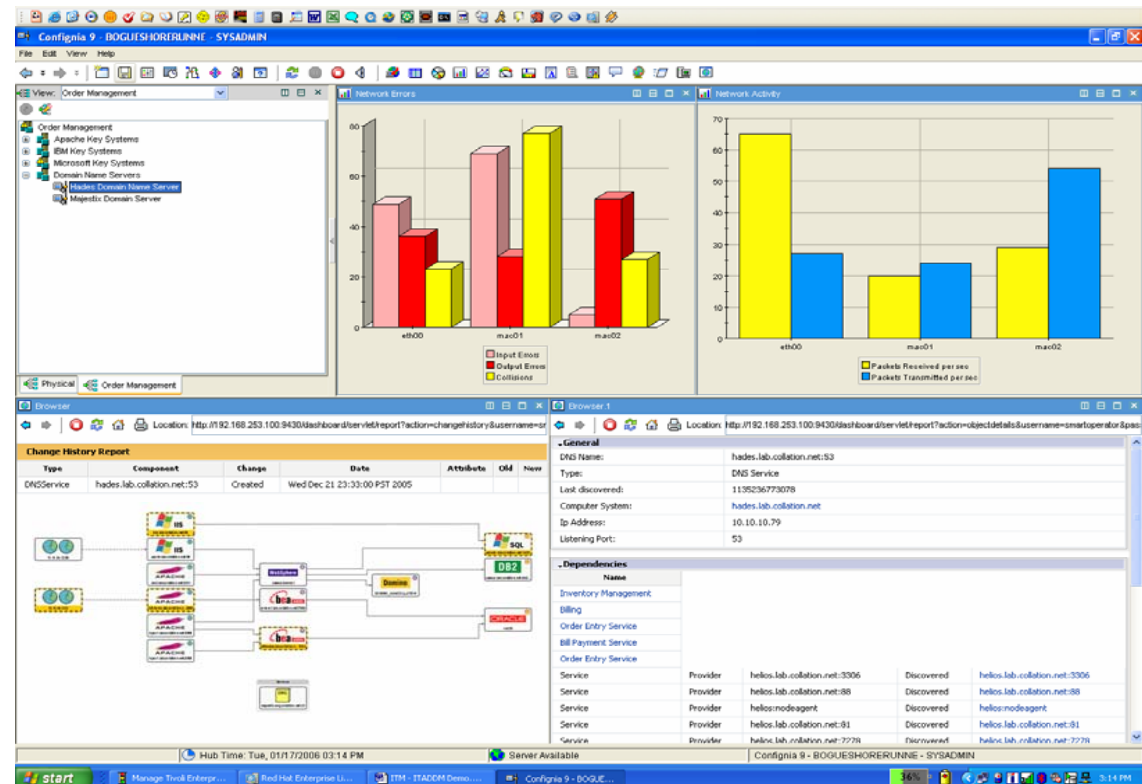 Confignia 9 - BOGUESHORERUNNE - SYSADMIN
File Edit View Help
View: Order Management
Order Management
Apache Key Systems
IBM Key Systems
Microsoft Key Systems
Domain Name Servers
Hades Domain Name Server
Majestix Domain Server
Physical
Order Management
Network Errors
80
60
40
20
0
eth00 mac01 mac02
Input Errors
Output Errors
Collisions
Network Activity
70
60
50
40
30
20
10
0
eth00 mac01 mac02
Packets Received per sec
Packets Transmitted per sec
Browser
Location: http://192.168.253.100:9430/dashboard/servlet/report?action=changehistory&username=sr
Change History Report
Type Component Change Date Attribute Old New
DNSService hades.lab.collation.net:53 Created Wed Dec 21 23:33:00 PST 2005
IIS
IIS
APACHE
APACHE
APACHE
APACHE
WebSphere
bea
bea
Domino
SQL
DB2
ORACLE
Browser 1
Location: http://192.168.253.100:9430/dashboard/servlet/report?action=objectdetails&username=smartoperator&pas
General
DNS Name: hades.lab.collation.net:53
Type: DNS Service
Last discovered: 1135236773078
Computer System: hades.lab.collation.net
Ip Address: 10.10.10.79
Listening Port: 53
Dependencies
Name
Inventory Management
Billing
Order Entry Service
Bill Payment Service
Order Entry Service
Service Provider helios.lab.collation.net:3306 Discovered helios.lab.collation.net:3306
Service Provider helios.lab.collation.net:88 Discovered helios.lab.collation.net:88
Service Provider helios:nodeagent Discovered helios:nodeagent
Service Provider helios.lab.collation.net:81 Discovered helios.lab.collation.net:81
Service Provider helios.lab.collation.net:7278 Discovered helios.lab.collation.net:7278
Hub Time: Tue, 01/17/2006 03:14 PM
Server Available
Confignia 9 - BOGUESHORERUNNE - SYSADMIN
start
Manage Tivoli Enterpr...
Red Hat Enterprise Li...
ITM - ITADDM Demo....
Confignia 9 - BOGUE...
36%
3:14 PM